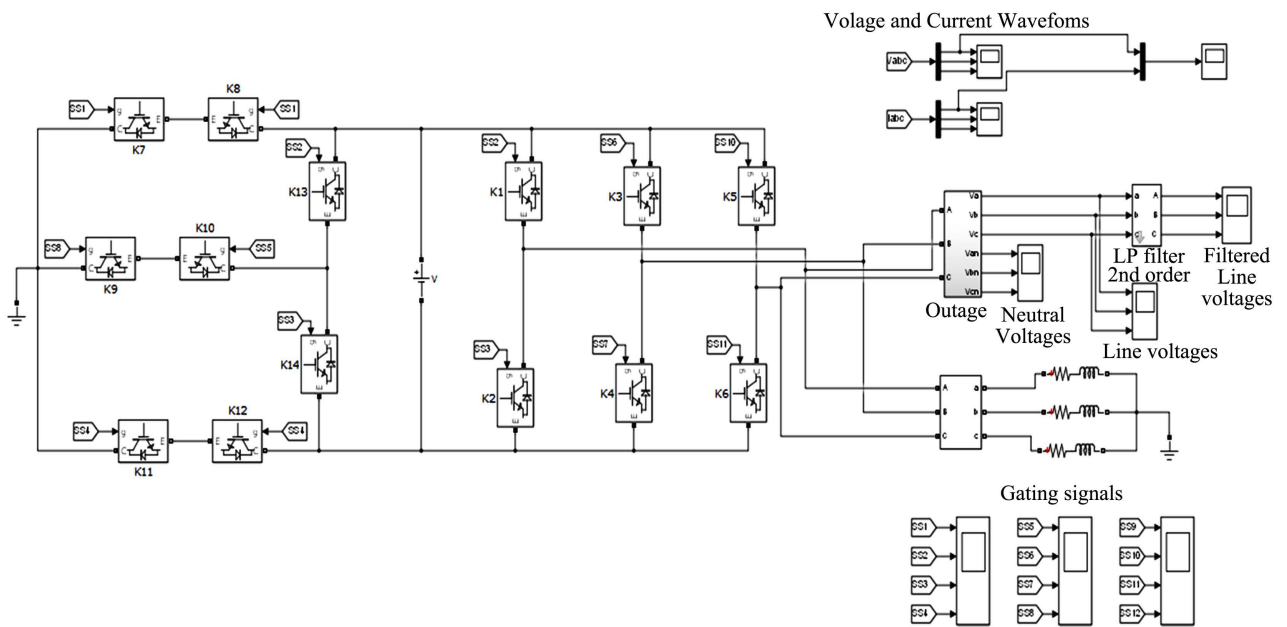 Volage and Current Wavefoms
Vabc
Iabc
K8
SS1
g
E
C
K7
E
g
C
SS1
SS2
K13
SS2
K1
SS6
K3
SS10
K5
K10
SS8
g
E
C
K9
E
g
C
SS5
SS3
K14
V
SS3
K2
SS7
K4
SS11
K6
K12
SS4
g
E
C
K11
E
g
C
SS4
A
B
C
Va
Vb
Vc
Van
Vbn
Vcn
Outage
a
b
c
A
B
C
LP filter
2nd order
Filtered
Line
voltages
Neutral
Voltages
Line voltages
A
B
C
a
b
c
Gating signals
SS1
SS2
SS3
SS4
SS5
SS6
SS7
SS8
SS9
SS10
SS11
SS12